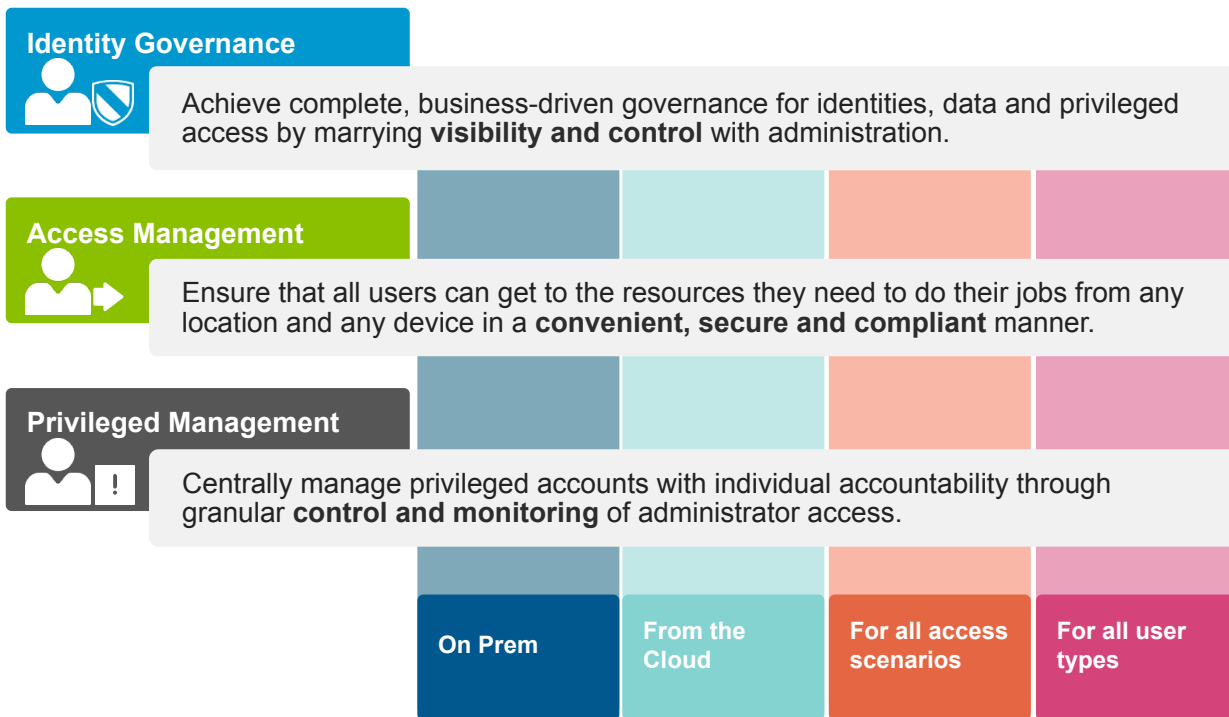 Identity Governance
Achieve complete, business-driven governance for identities, data and privileged
access by marrying visibility and control with administration.
Access Management
Ensure that all users can get to the resources they need to do their jobs from any
location and any device in a convenient, secure and compliant manner.
Privileged Management
!
Centrally manage privileged accounts with individual accountability through
granular control and monitoring of administrator access.
On Prem
From the
Cloud
For all access
scenarios
For all user
types